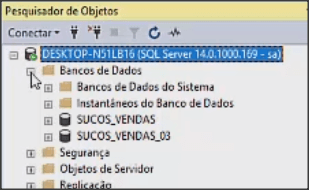 Pesquisador de Objetos
Conectar
DESKTOP-N51LB16 (SQL Server 14.0.1000.169 - sa)
Bancos de Dados
Bancos de Dados do Sistema
Instantâneos do Banco de Dados
SUCOS_VENDAS
SUCOS_VENDAS_03
Segurança
Objetos de Servidor
Replicação